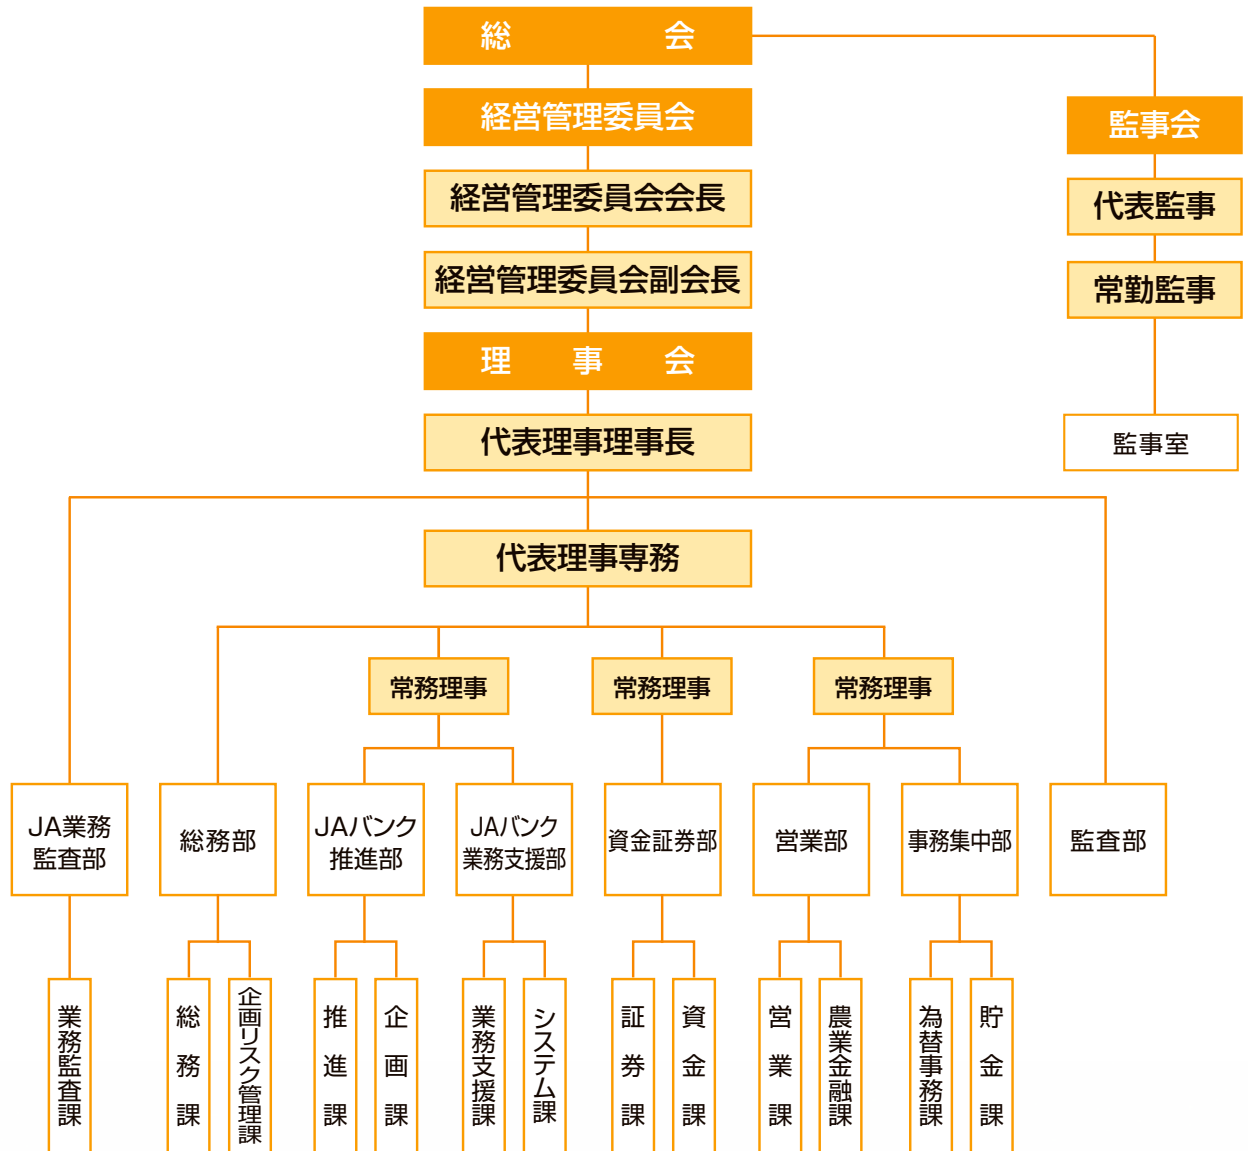 総会
経営管理委員会
監事会
経営管理委員会会長
代表監事
経営管理委員会副会長
常勤監事
理事会
代表理事理事長
監事室
代表理事専務
常務理事
常務理事
常務理事
JA業務
監査部
総務部
JAバンク
推進部
JAバンク
業務支援部
資金証券部
営業部
事務集中部
監査部
業務監査課
総務課
企画リスク管理課
推進課
企画課
業務支援課
システム課
証券課
資金課
営業課
農業金融課
為替事務課
貯金課